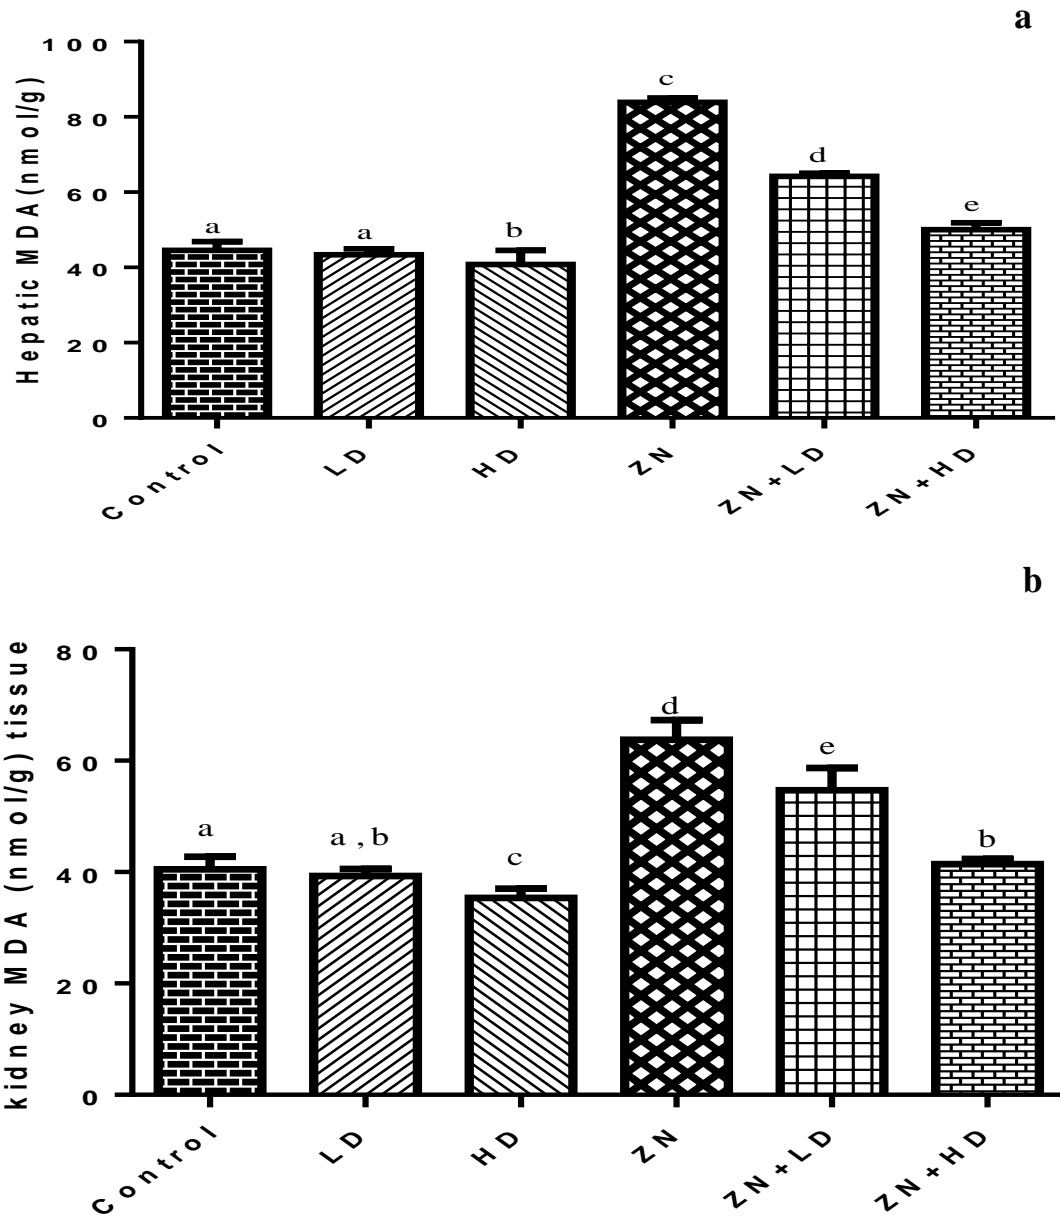 a
Hepatic MDA(nmol/g)
100
80
60
40
20
0
a
a
b
c
d
e
Control
LD
HD
ZN
ZN+LD
ZN+HD
b
kidney MDA (nmol/g) tissue
80
60
40
20
0
a
a ,b
c
d
e
b
Control
LD
HD
ZN
ZN+LD
ZN+HD